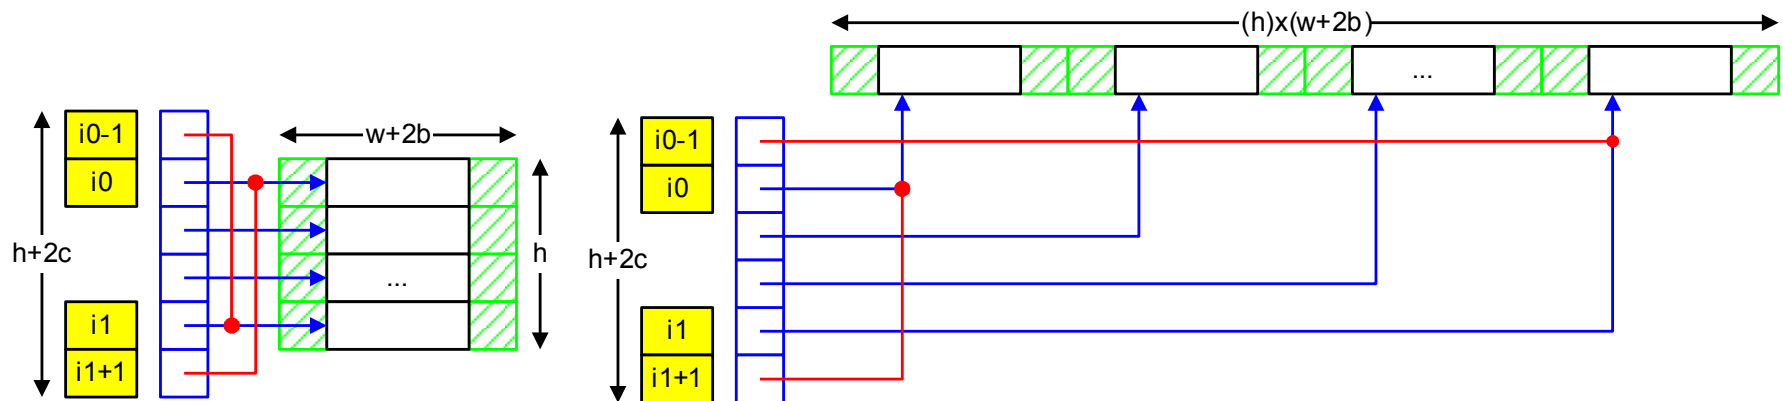 i0-1
i0
h+2c
i1
i1+1
w+2b
...
h
(h)x(w+2b)
...
i0-1
i0
h+2c
i1
i1+1